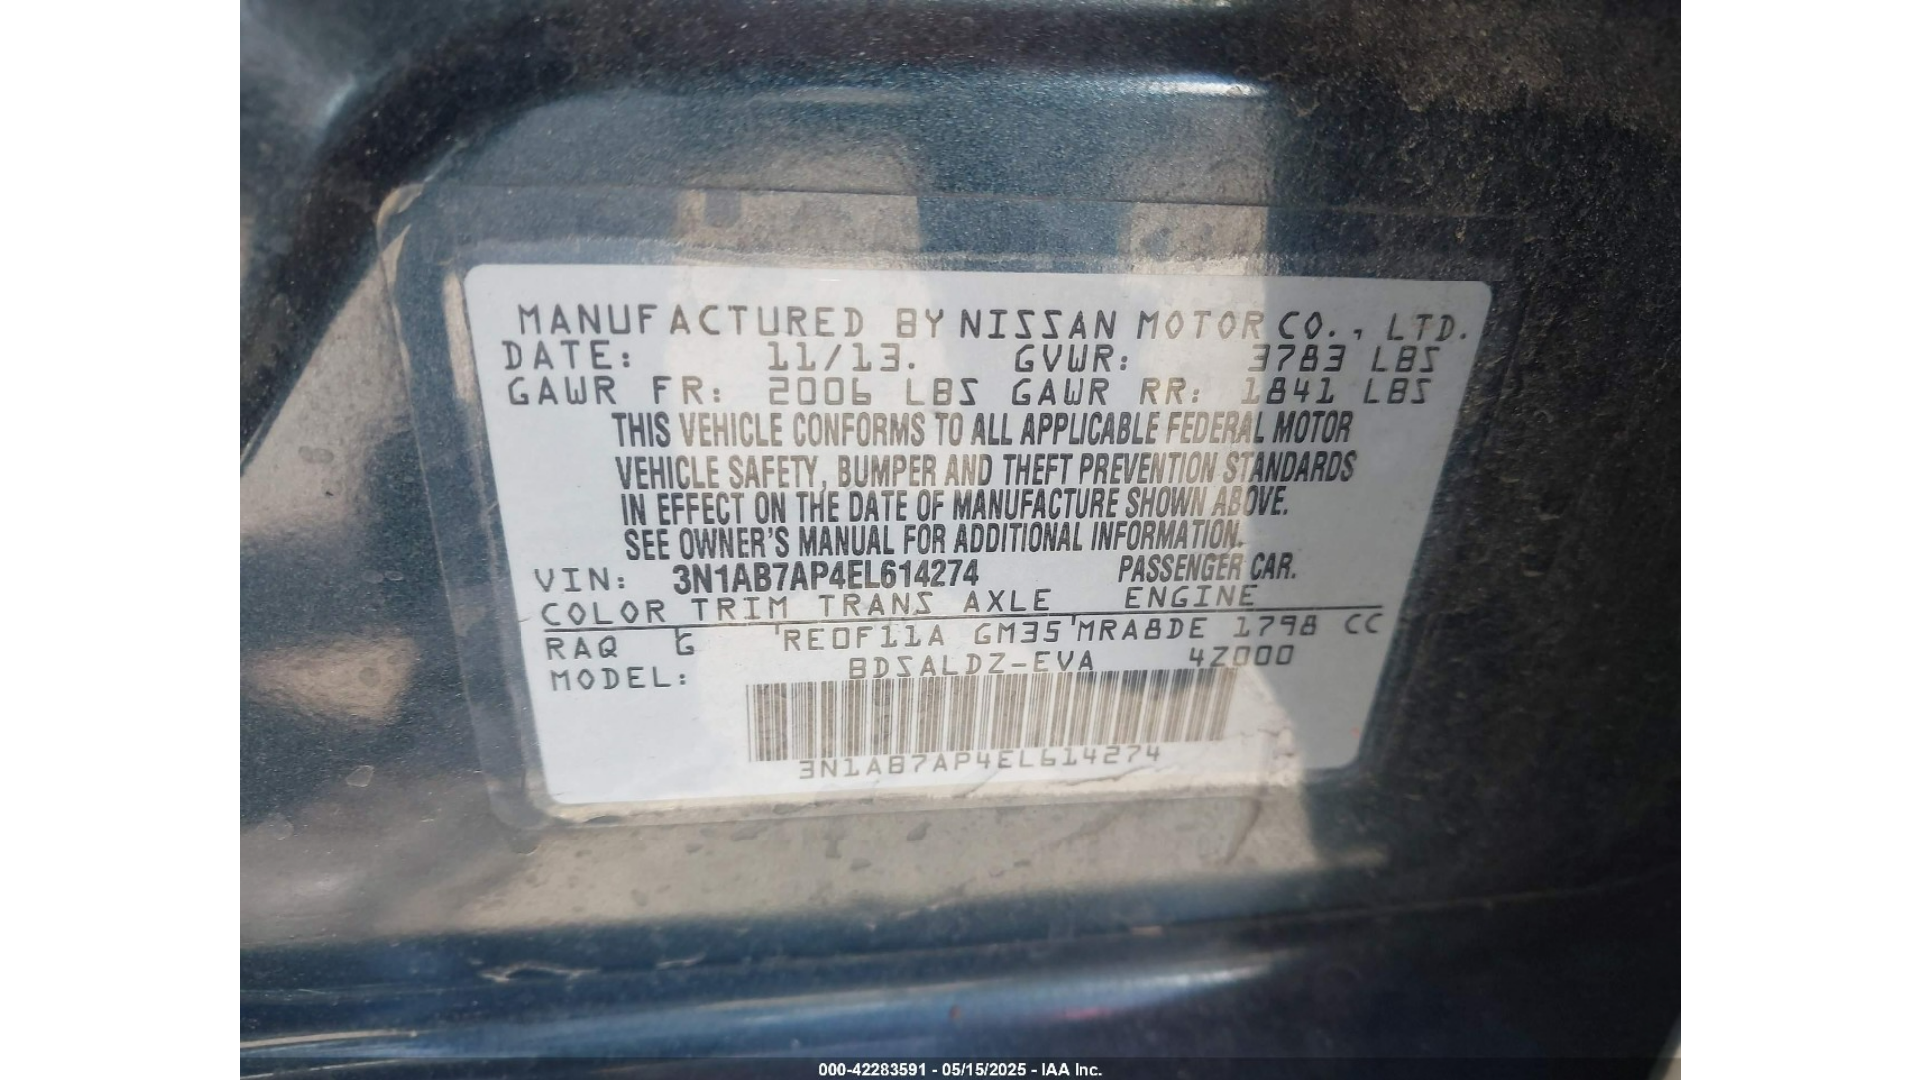 MANUFACTURED BY NISSAN MOTOR CO., LTD.
DATE: 11/13. GVWR: 3783 LBS
GAWR FR: 2006 LBS GAWR RR: 1841 LBS
THIS VEHICLE CONFORMS TO ALL APPLICABLE FEDERAL MOTOR
VEHICLE SAFETY, BUMPER AND THEFT PREVENTION STANDARDS
IN EFFECT ON THE DATE OF MANUFACTURE SHOWN ABOVE.
SEE OWNER'S MANUAL FOR ADDITIONAL INFORMATION.
VIN: 3N1AB7AP4EL614274 PASSENGER CAR.
COLOR TRIM TRANS AXLE ENGINE
RAQ G RE0F11A GM35 MRA8DE 1798 CC
MODEL: BDSALDZ-EVA 4Z000
3N1AB7AP4EL614274
000-42283591 - 05/15/2025 - IAA Inc.